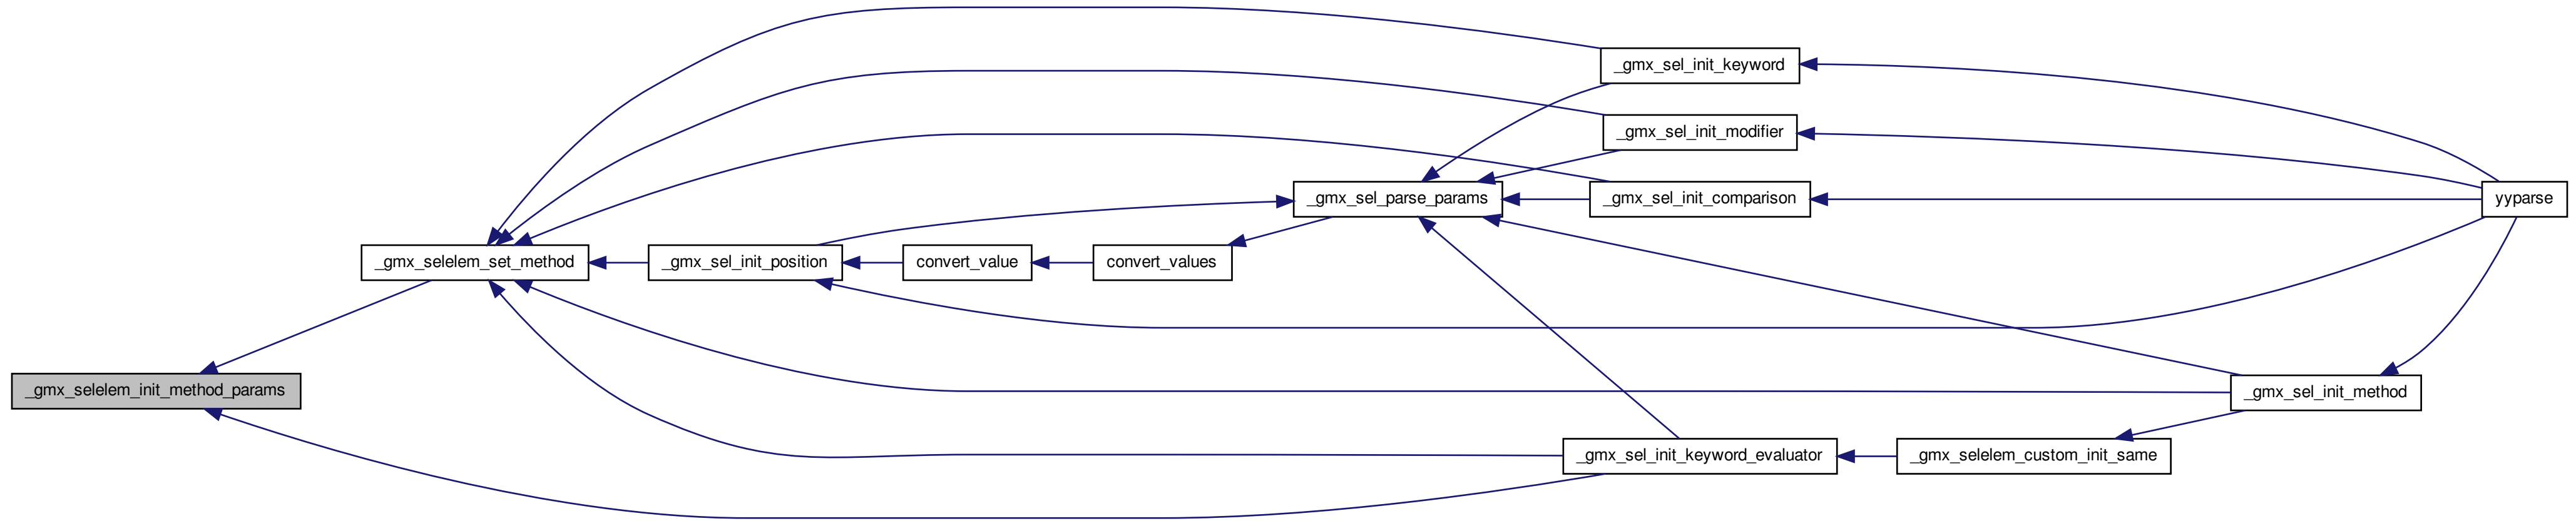 _gmx_sel_init_keyword
_gmx_sel_init_modifier
_gmx_sel_parse_params
_gmx_sel_init_comparison
yyparse
_gmx_selelem_set_method
_gmx_sel_init_position
convert_value
convert_values
_gmx_selelem_init_method_params
_gmx_sel_init_method
_gmx_sel_init_keyword_evaluator
_gmx_selelem_custom_init_same